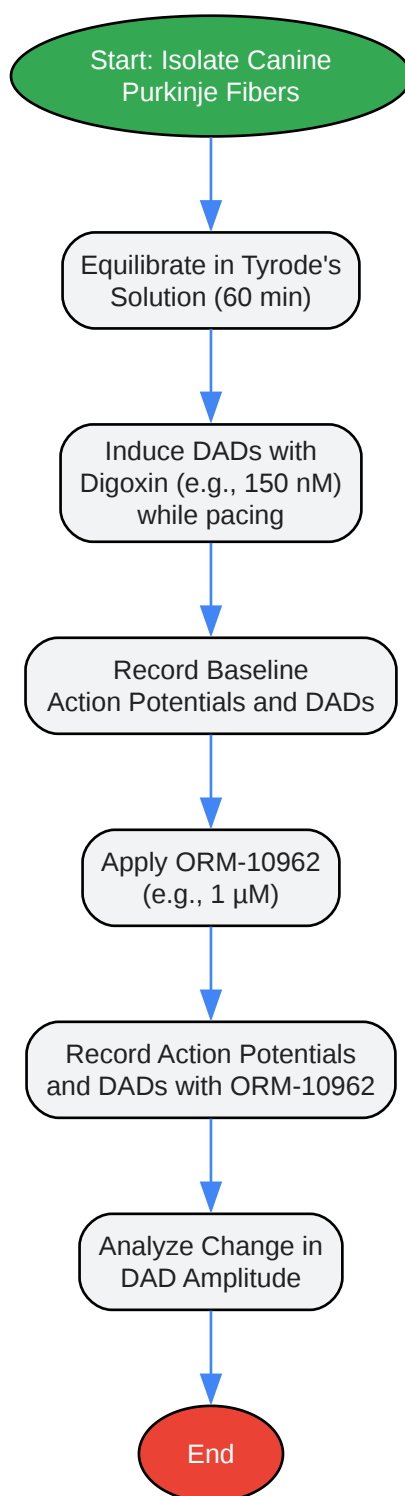 Start: Isolate Canine
Purkinje Fibers
Equilibrate in Tyrode's
Solution (60 min)
Induce DADs with
Digoxin (e.g., 150 nM)
while pacing
Record Baseline
Action Potentials and DADs
Apply ORM-10962
(e.g., 1 µM)
Record Action Potentials
and DADs with ORM-10962
Analyze Change in
DAD Amplitude
End